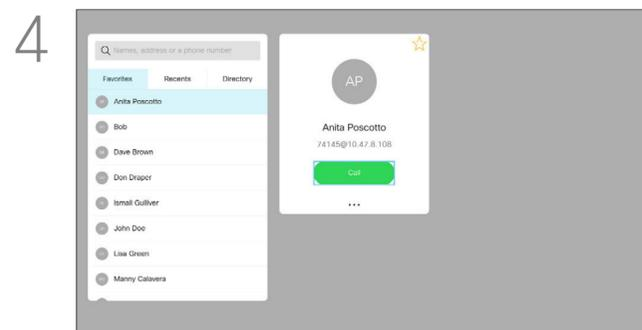 4
Names, address or a phone number
Favorites Recents Directory
Anita Poscotto
Bob
Dave Brown
Don Draper
Ismail Gulliver
John Doe
Lisa Green
Manny Calavera
AP
Anita Poscotto
74145@10.47.8.108
Call
...